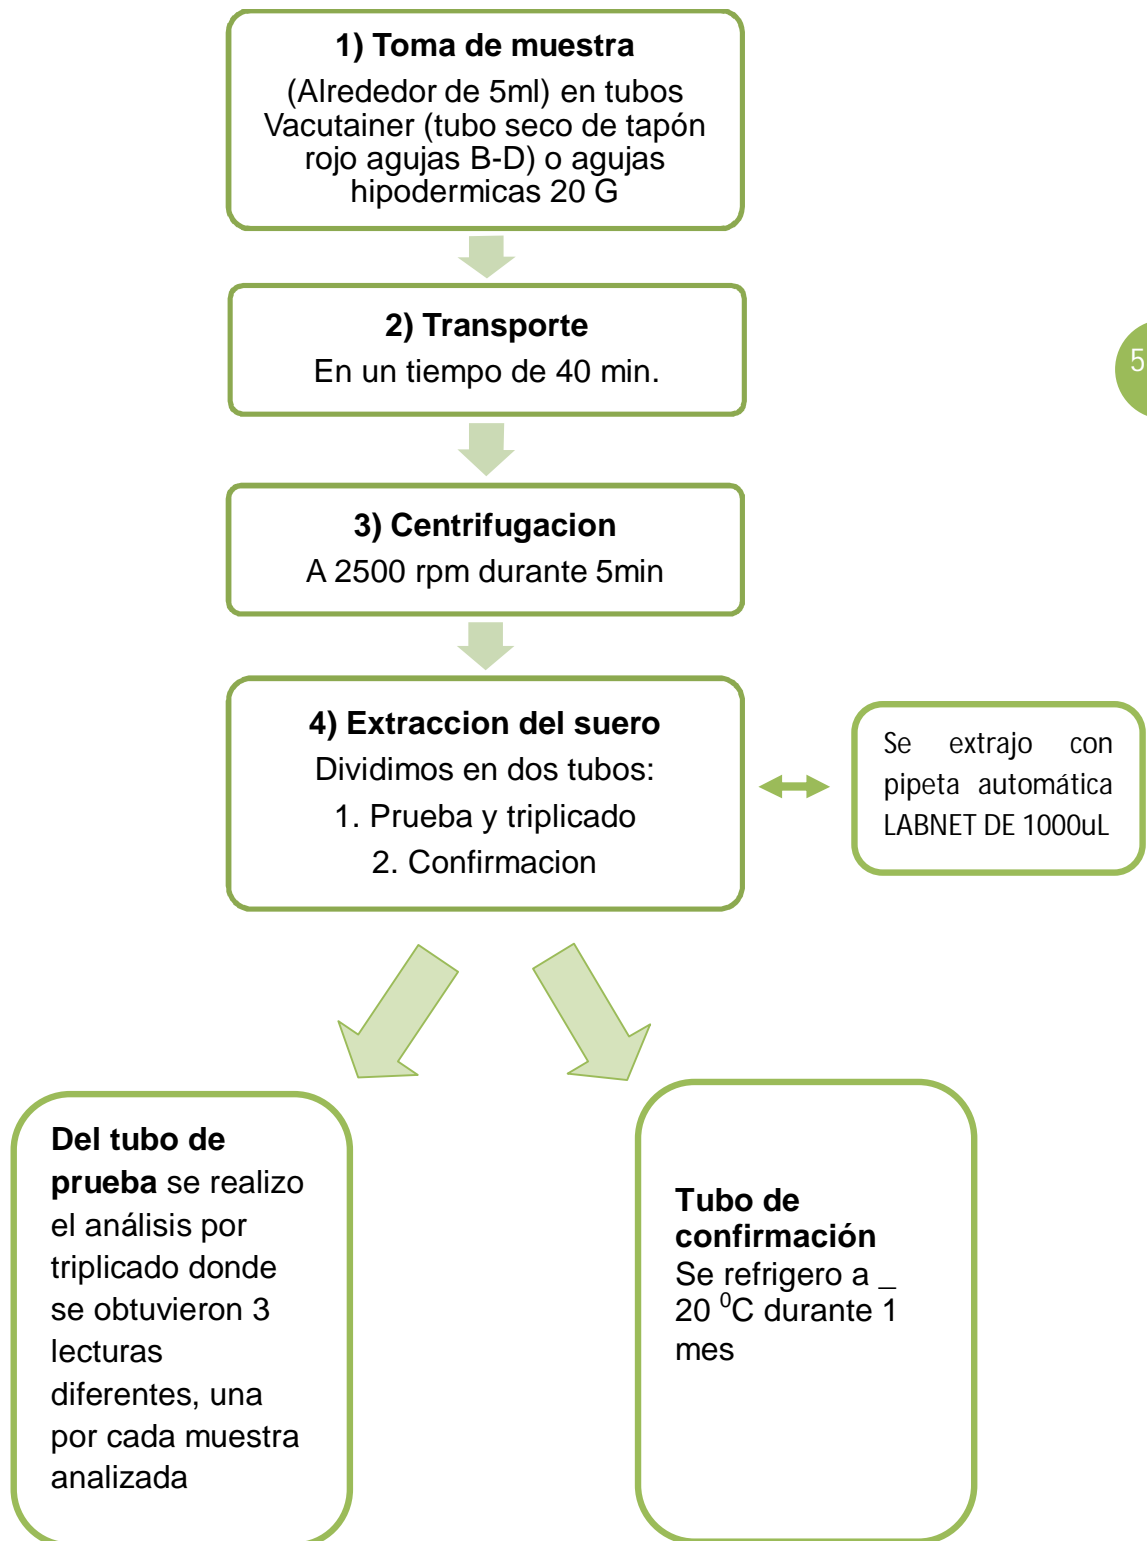 1) Toma de muestra
(Alrededor de 5ml) en tubos
Vacutainer (tubo seco de tapón
rojo agujas B-D) o agujas
hipodermicas 20 G
2) Transporte
En un tiempo de 40 min.
5
3) Centrifugacion
A 2500 rpm durante 5min
4) Extraccion del suero
Dividimos en dos tubos:
1. Prueba y triplicado
2. Confirmacion
Se extrajo con
pipeta automática
LABNET DE 1000uL
Del tubo de
prueba se realizo
el análisis por
triplicado donde
se obtuvieron 3
lecturas
diferentes, una
por cada muestra
analizada
Tubo de
confirmación
Se refrigero a _
20 ⁰C durante 1
mes